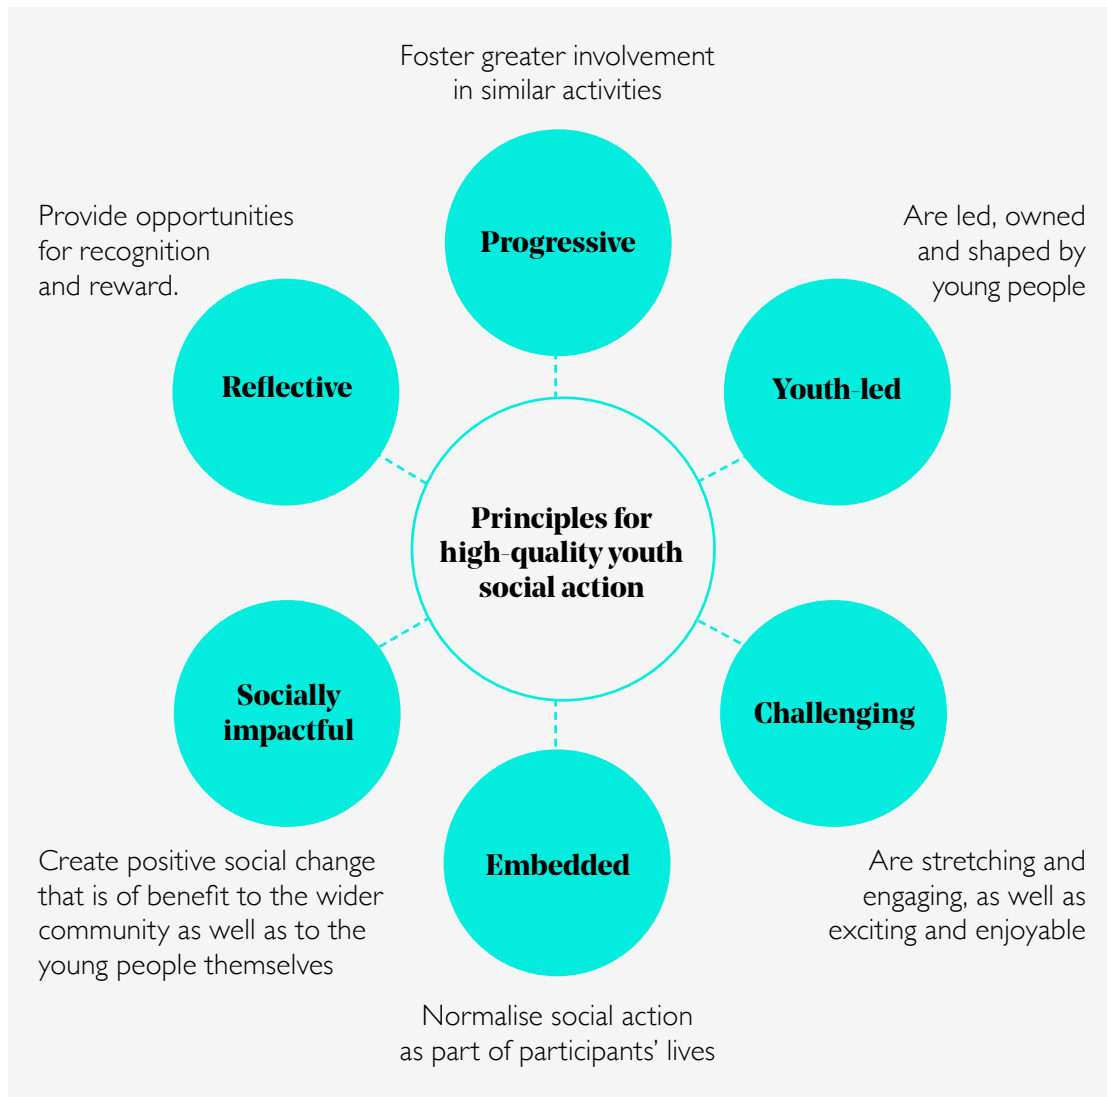 Foster greater involvement
in similar activities
Progressive
Provide opportunities
for recognition
and reward.
Reflective
Are led, owned
and shaped by
young people
Youth-led
Principles for
high-quality youth
social action
Socially
impactful
Create positive social change
that is of benefit to the wider
community as well as to the
young people themselves
Embedded
Normalise social action
as part of participants’ lives
Challenging
Are stretching and
engaging, as well as
exciting and enjoyable